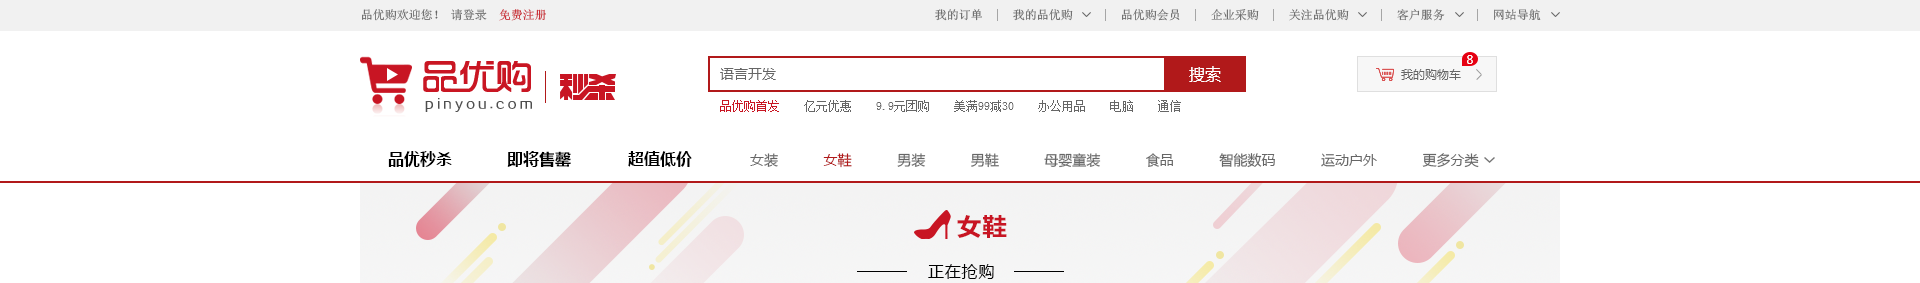 品优购欢迎您！ 请登录 免费注册 我的订单 我的品优购 品优购会员 企业采购 关注品优购 客户服务 网站导航
品优购 秒杀
pinyou.com
语言开发 搜索
我的购物车 8
品优购首发 亿元优惠 9.9元团购 美满99减30 办公用品 电脑 通信
品优秒杀 即将售罄 超值低价 女装 女鞋 男装 男鞋 母婴童装 食品 智能数码 运动户外 更多分类
女鞋
正在抢购